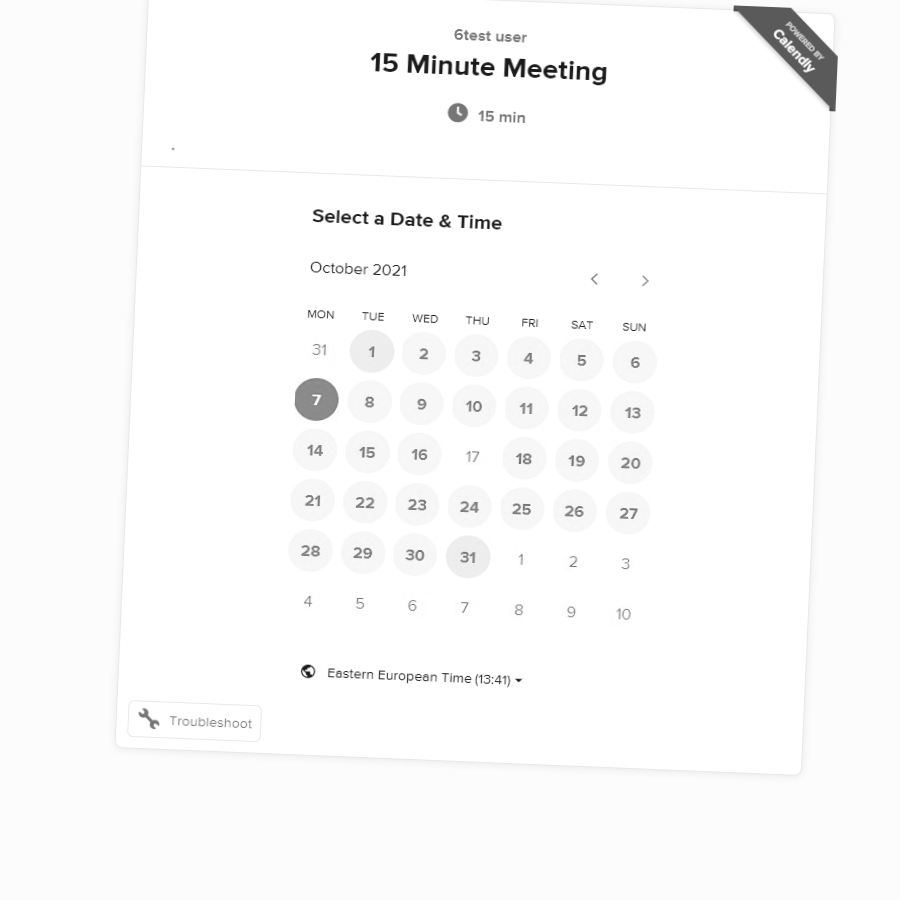 6test user
15 Minute Meeting
15 min
POWERED BY
Calendly
.
Select a Date & Time
October 2021
MON TUE WED THU FRI SAT SUN
31 1 2 3 4 5 6
7 8 9 10 11 12 13
14 15 16 17 18 19 20
21 22 23 24 25 26 27
28 29 30 31 1 2 3
4 5 6 7 8 9 10
Eastern European Time (13:41)
Troubleshoot